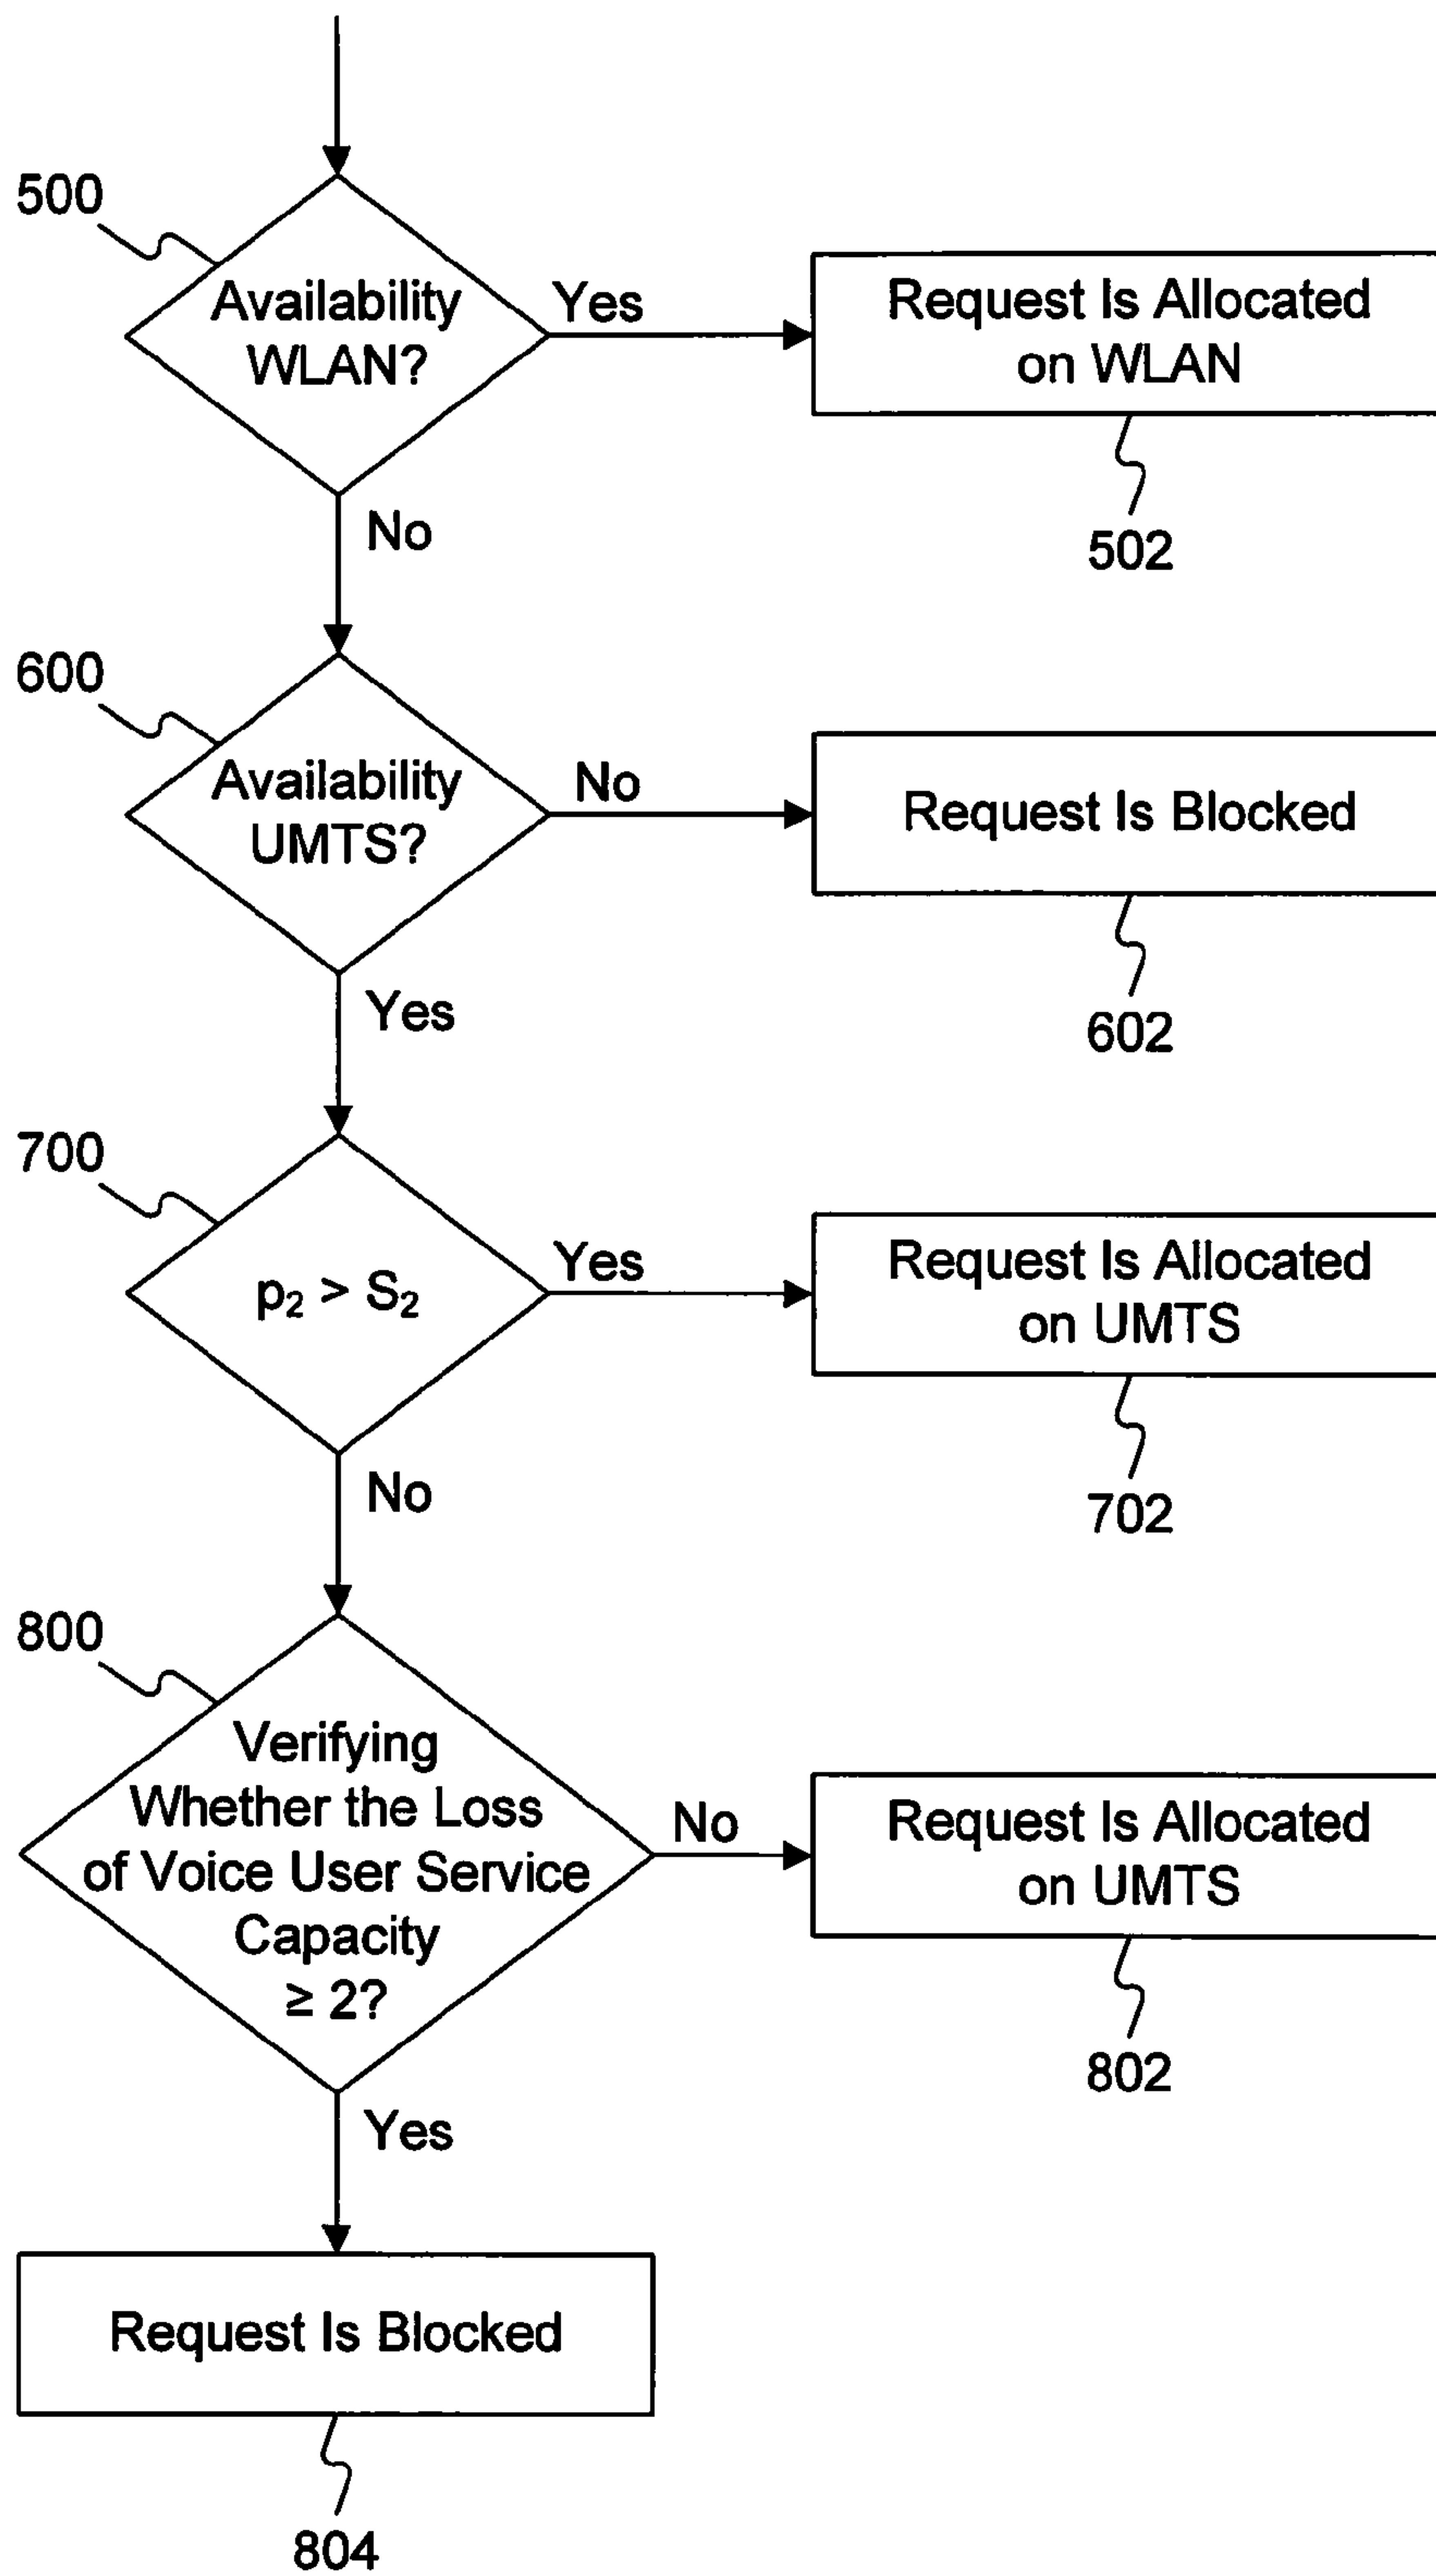 500
Availability
WLAN?
Yes
Request Is Allocated
on WLAN
502
No
600
Availability
UMTS?
No
Request Is Blocked
602
Yes
700
p₂ > S₂
Yes
Request Is Allocated
on UMTS
702
No
800
Verifying
Whether the Loss
of Voice User Service
Capacity
≥ 2?
No
Request Is Allocated
on UMTS
802
Yes
Request Is Blocked
804